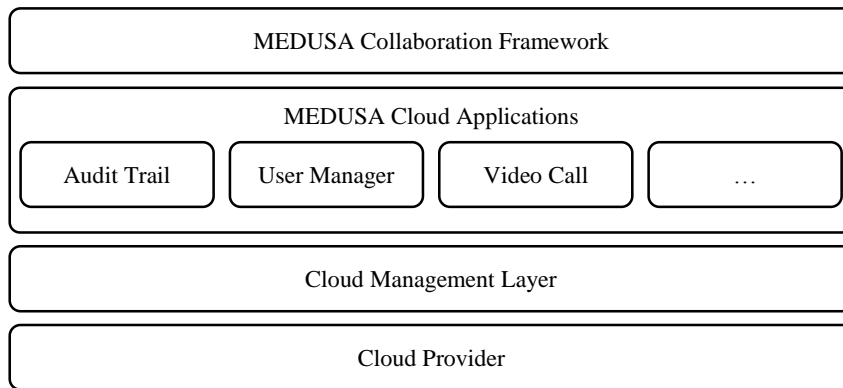 MEDUSA Collaboration Framework
MEDUSA Cloud Applications
Audit Trail
User Manager
Video Call
…
Cloud Management Layer
Cloud Provider